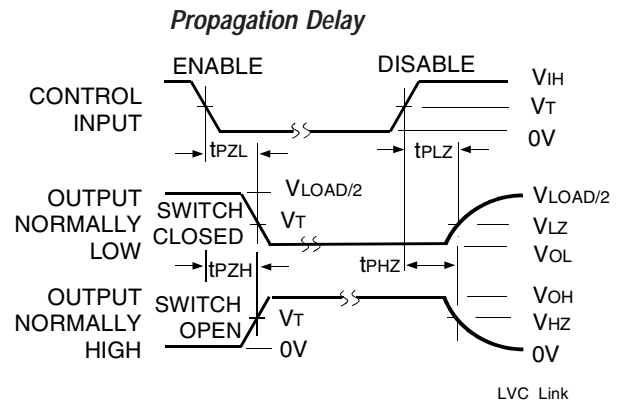 Propagation Delay
ENABLE
DISABLE
CONTROL
INPUT
VIH
VT
0V
tPZL
tPLZ
OUTPUT
NORMALLY
LOW
SWITCH
CLOSED
VLOAD/2
VT
VLOAD/2
VLZ
VOL
tPZH
tPHZ
OUTPUT
NORMALLY
HIGH
SWITCH
OPEN
VT
0V
VOH
VHZ
0V
LVC Link